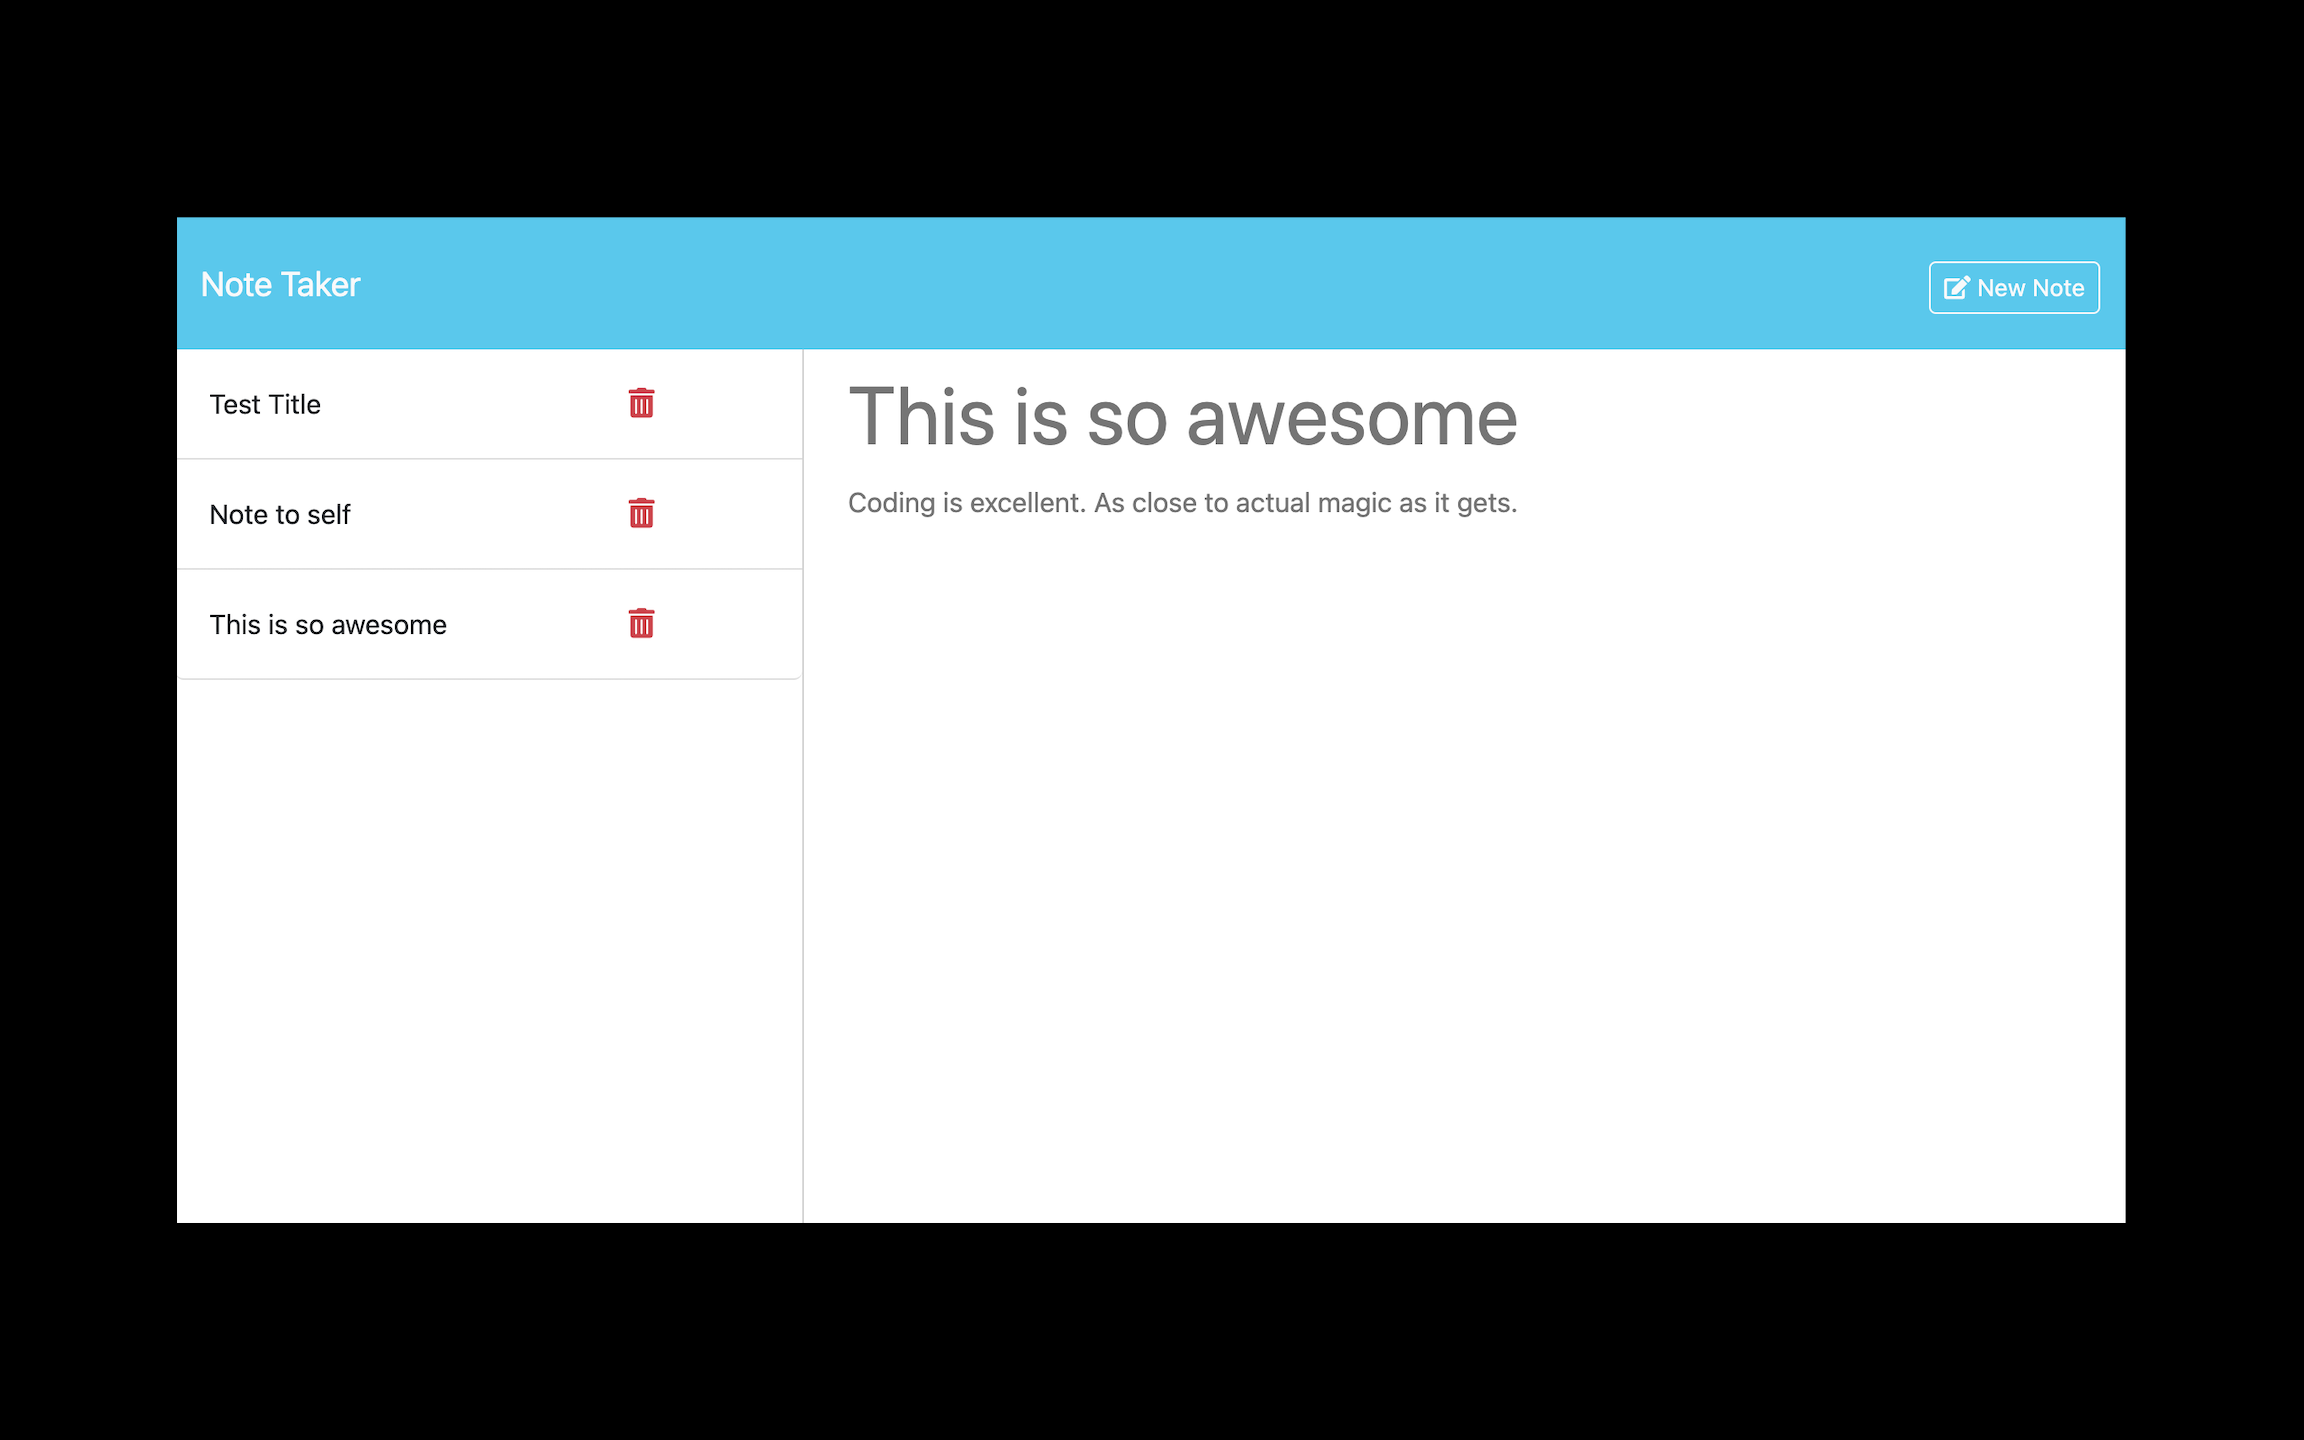 Note Taker
New Note
Test Title
Note to self
This is so awesome
This is so awesome
Coding is excellent. As close to actual magic as it gets.